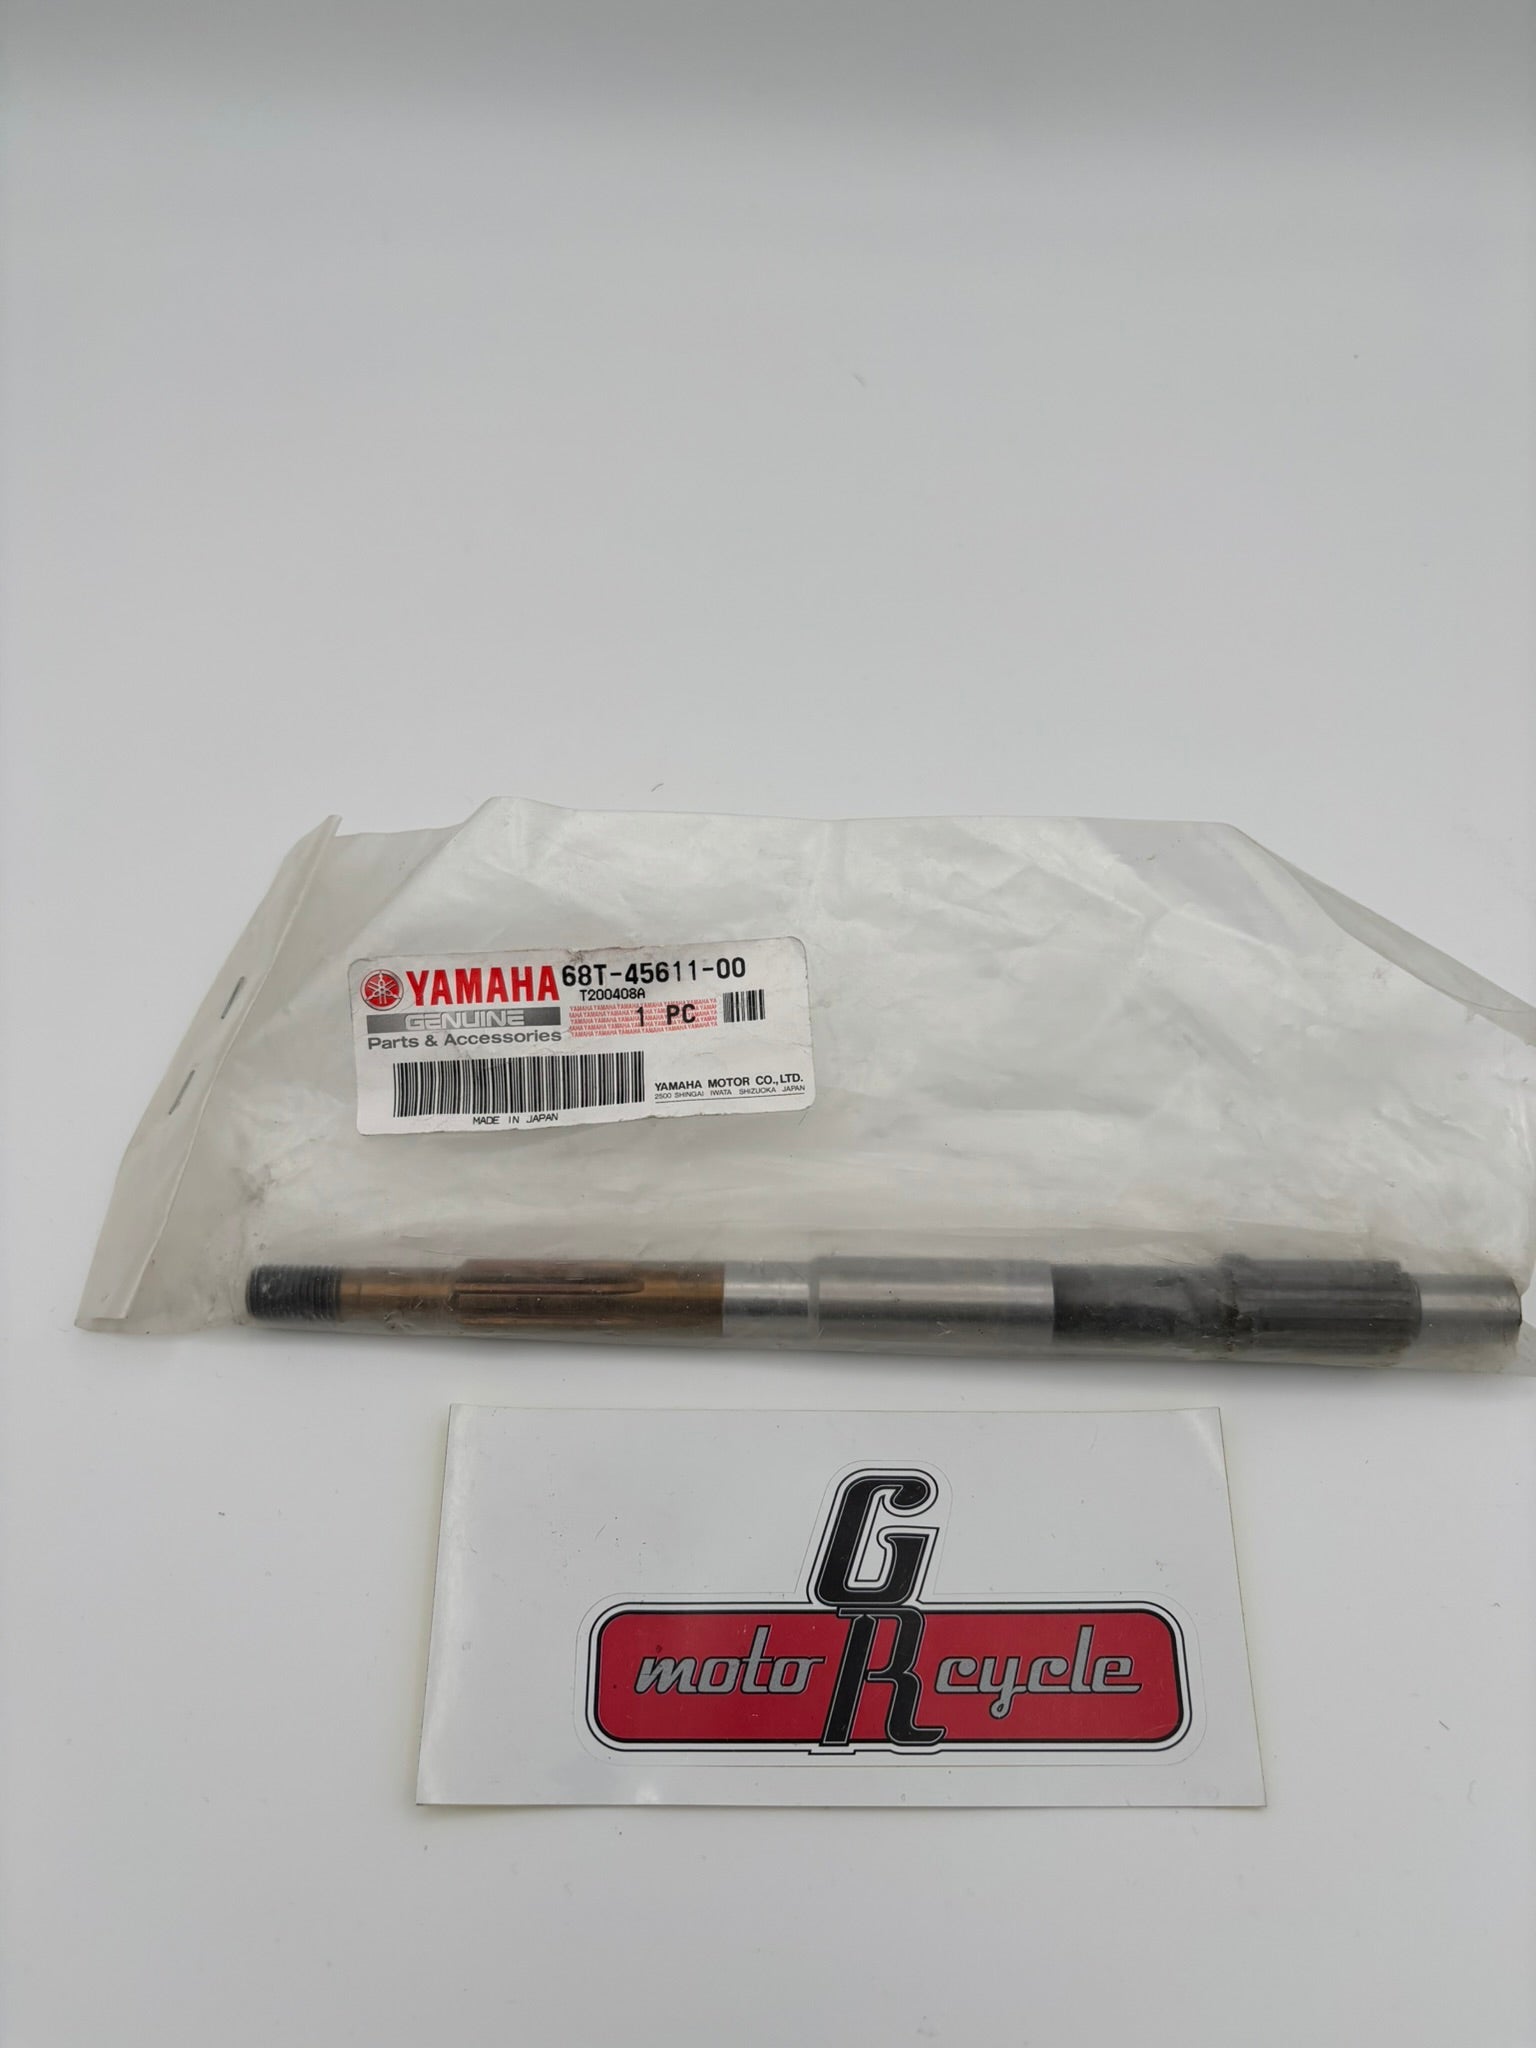 YAMAHA 68T-45611-00
T200408A
GENUINE
1 PC
Parts & Accessories
YAMAHA MOTOR CO.,LTD.
2500 SHINGAI IWATA SHIZUOKA JAPAN
MADE IN JAPAN
GR
moto cycle